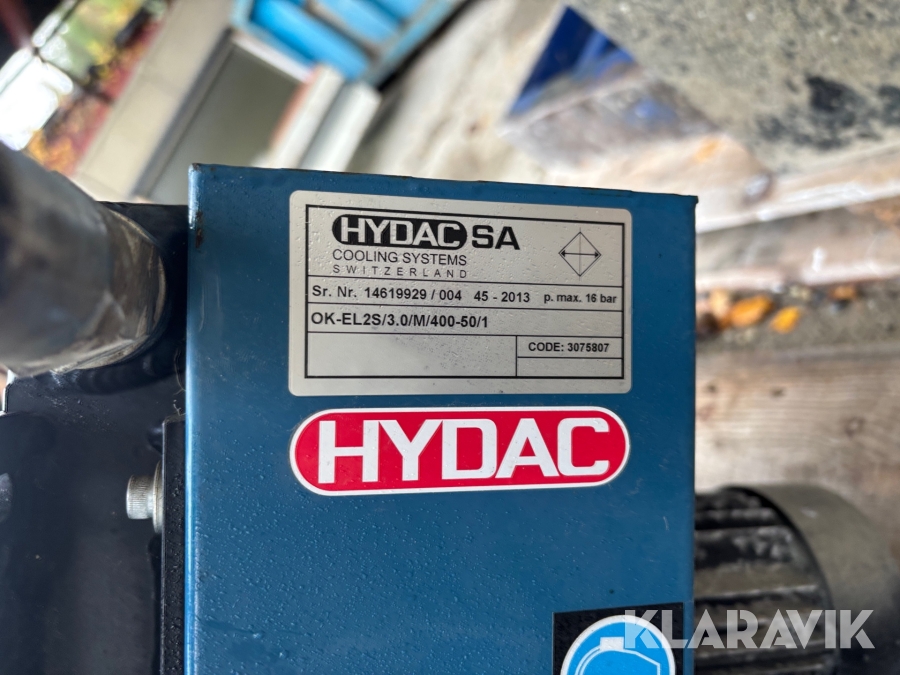 HYDAC SA
COOLING SYSTEMS
SWITZERLAND
Sr. Nr. 14619929 / 004 45 - 2013 p. max. 16 bar
OK-EL2S/3.0/M/400-50/1
CODE: 3075807
HYDAC
KLARAVIK